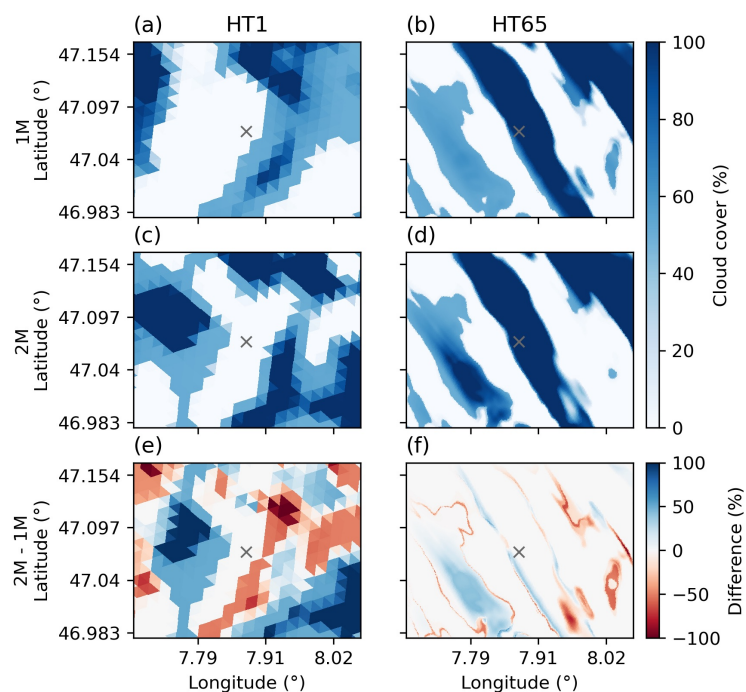 (a) HT1 (b) HT65
47.154
47.097
47.04
46.983
1M
Latitude (°)
100
80
60
40
20
0
Cloud cover (%)
(c) (d)
47.154
47.097
47.04
46.983
2M
Latitude (°)
(e) (f)
47.154
47.097
47.04
46.983
2M - 1M
Latitude (°)
100
50
0
−50
−100
Difference (%)
7.79 7.91 8.02 7.79 7.91 8.02
Longitude (°) Longitude (°)